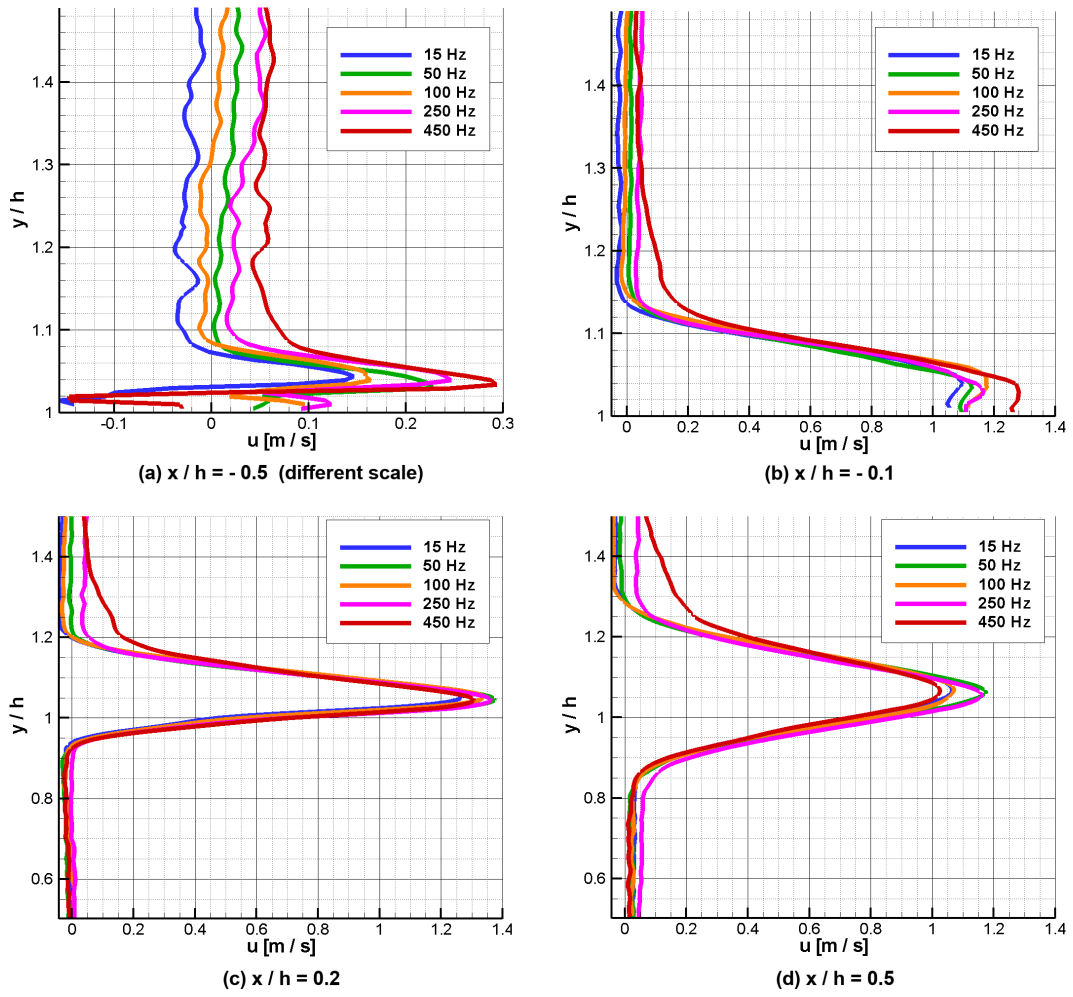 15 Hz
50 Hz
100 Hz
250 Hz
450 Hz
y / h
1.4
1.3
1.2
1.1
1
-0.1 0 0.1 0.2 0.3
u [m / s]
(a) x / h = - 0.5 (different scale)
15 Hz
50 Hz
100 Hz
250 Hz
450 Hz
y / h
1.4
1.3
1.2
1.1
1
0 0.2 0.4 0.6 0.8 1 1.2 1.4
u [m / s]
(b) x / h = - 0.1
15 Hz
50 Hz
100 Hz
250 Hz
450 Hz
y / h
1.4
1.2
1
0.8
0.6
0 0.2 0.4 0.6 0.8 1 1.2 1.4
u [m / s]
(c) x / h = 0.2
15 Hz
50 Hz
100 Hz
250 Hz
450 Hz
y / h
1.4
1.2
1
0.8
0.6
0 0.2 0.4 0.6 0.8 1 1.2 1.4
u [m / s]
(d) x / h = 0.5